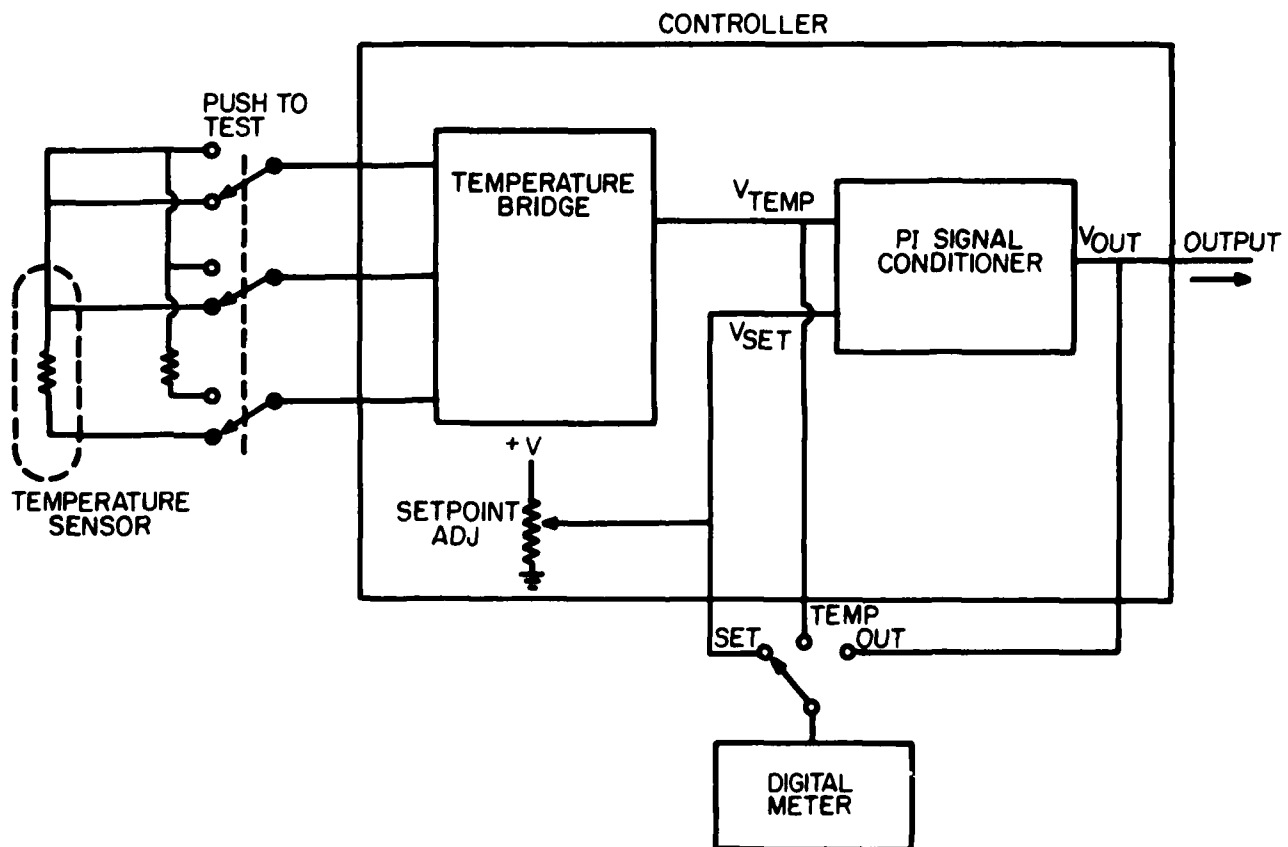 CONTROLLER
PUSH TO
TEST
TEMPERATURE
BRIDGE
VTEMP
PI SIGNAL
CONDITIONER
VOUT
OUTPUT
VSET
TEMPERATURE
SENSOR
+V
SETPOINT
ADJ
SET
TEMP
OUT
DIGITAL
METER